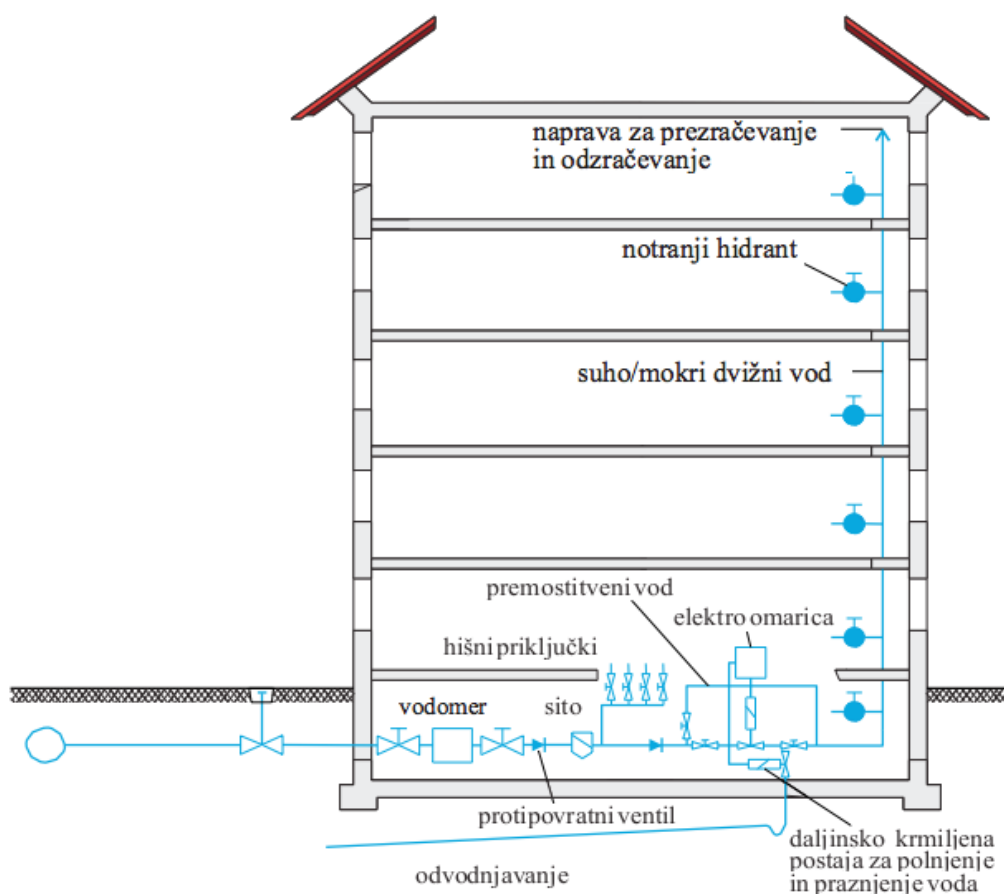 naprava za prezračevanje
in odzračevanje
notranji hidrant
suho/mokri dvižni vod
premostitveni vod
elektro omarica
hišni priključki
vodomer
sito
protipovratni ventil
daljinsko krmiljena
postaja za polnjenje
in praznjenje voda
odvodnjavanje